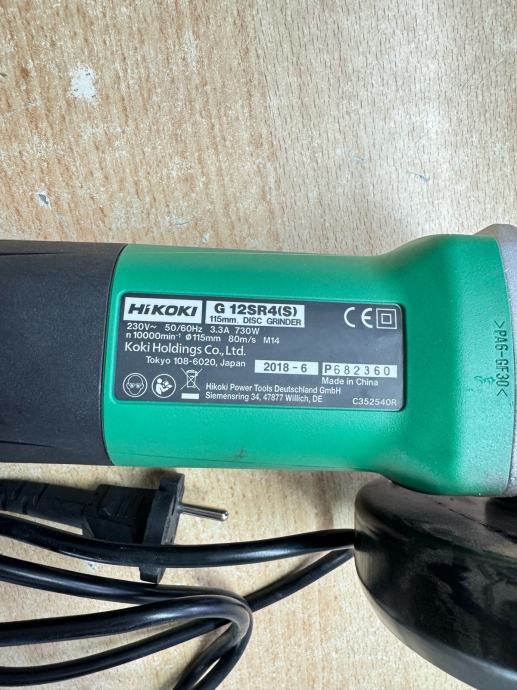 HiKOKI G 12SR4(S)
115mm DISC GRINDER
230V~ 50/60Hz 3.3A 730W
n 10000min⁻¹ ø115mm 80m/s M14
Koki Holdings Co., Ltd.
Tokyo 108-6020, Japan
2018-6 P682360
Made in China
Hikoki Power Tools Deutschland GmbH
Siemensring 34, 47877 Willich, DE
C352540R
CE
>PA6-GF30<